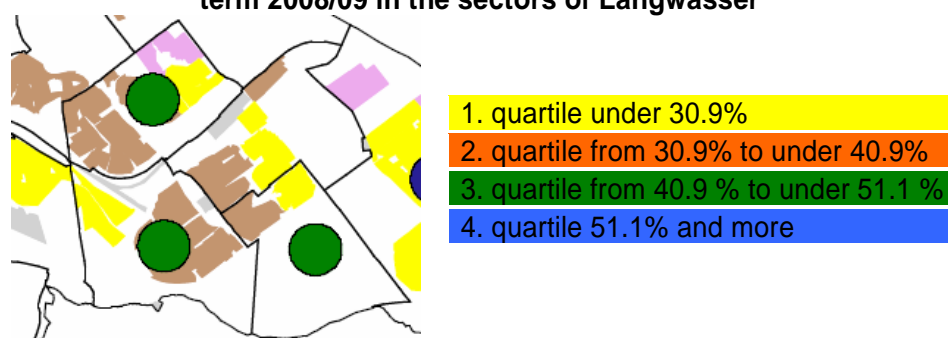 term 2008/09 in the sectors of Langwasser
1. quartile under 30.9%
2. quartile from 30.9% to under 40.9%
3. quartile from 40.9 % to under 51.1 %
4. quartile 51.1% and more